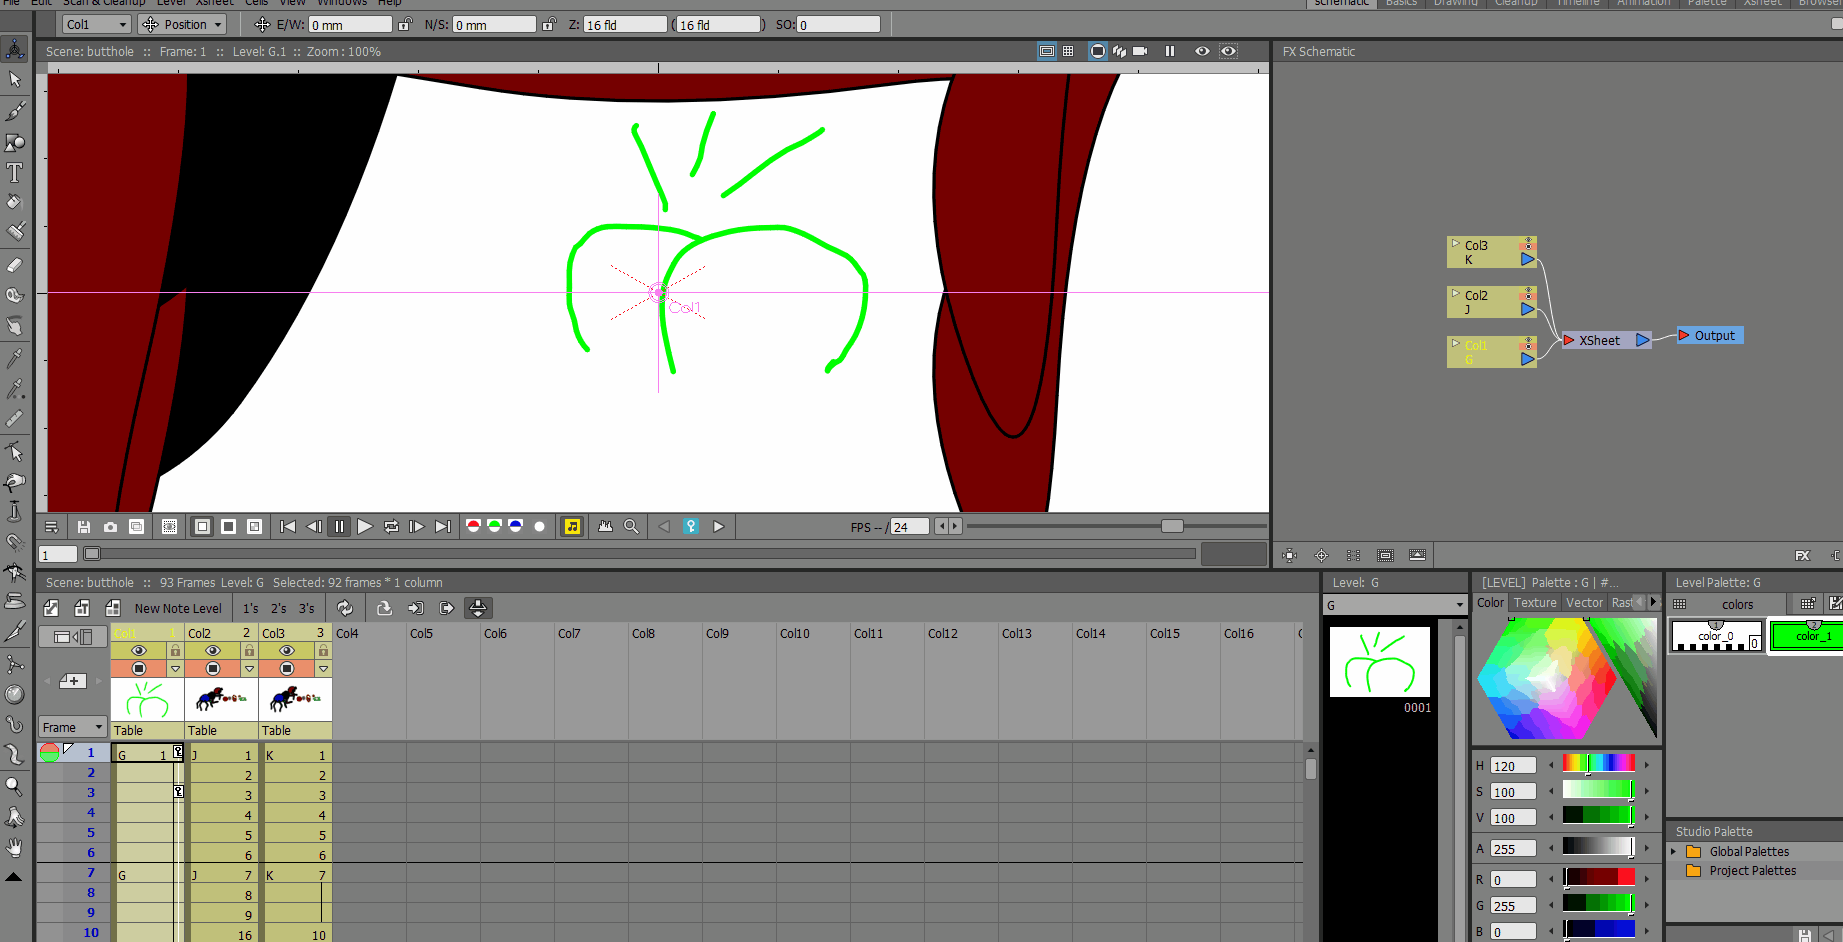 File Edit Scan & Cleanup Level Xsheet Cells View Windows Help
schematic Basics Drawing Cleanup Timeline Animation Palette Xsheet Browser
Col1 Position E/W: 0 mm N/S: 0 mm Z: 16 fld ( 16 fld ) SO: 0
Scene: butthole :: Frame: 1 :: Level: G.1 :: Zoom : 100%
FX Schematic
Col1
Col3
K
Col2
J
Col1
G
XSheet
Output
FPS -- / 24
1
FX
Scene: butthole :: 93 Frames Level: G Selected: 92 frames * 1 column
New Note Level 1's 2's 3's
Col1 1 Col2 2 Col3 3 Col4 Col5 Col6 Col7 Col8 Col9 Col10 Col11 Col12 Col13 Col14 Col15 Col16
Frame Table Table Table
1 G 1 J 1 K 1
2 2 2
3 3 3
4 4 4
5 5 5
6 6 6
7 G J 7 K 7
8 8
9 9
10 16 10
Level: G
G
0001
[LEVEL] Palette : G | #...
Color Texture Vector Rast
H 120
S 100
V 100
A 255
R 0
G 255
B 0
Level Palette: G
colors
1 color_0 0
2 color_1
Studio Palette
Global Palettes
Project Palettes